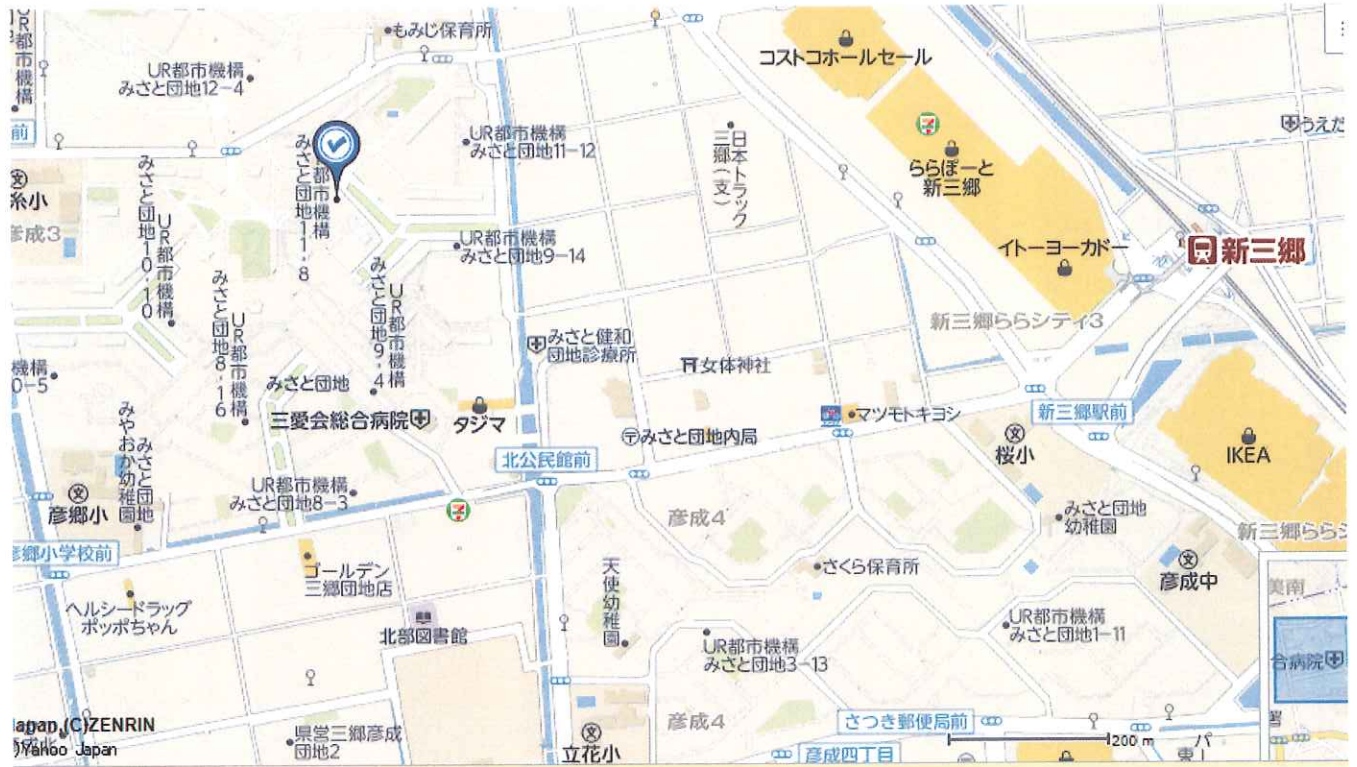 UR都市機構
もみじ保育所
UR都市機構
みさと団地12-4
コストコホールセール
前
UR都市機構
みさと団地11-8
UR都市機構
みさと団地11-12
日本トラック
三郷(支)
ららぽーと
新三郷
うえだ
糸小
彦成3
UR都市機構
みさと団地10-10
UR都市機構
みさと団地9-14
イトーヨーカドー
新三郷
UR都市機構
みさと団地8-16
UR都市機構
みさと団地9-4
新三郷ららシティ3
みさと健和
団地診療所
女体神社
機構
0-5
みさと団地
三愛会総合病院
タジマ
マツモトキヨシ
新三郷駅前
みさと団地内局
桜小
IKEA
北公民館前
みさと団地
みやおか幼稚園
彦郷小
UR都市機構
みさと団地8-3
彦成4
みさと団地
幼稚園
新三郷ららシ
彦郷小学校前
ゴールデン
三郷団地店
天使幼稚園
さくら保育所
彦成中
美南
ヘルシードラッグ
ポッポちゃん
北部図書館
UR都市機構
みさと団地3-13
UR都市機構
みさと団地1-11
合病院
apan,(C)ZENRIN
Yahoo Japan
県営三郷彦成
団地2
立花小
彦成4
さつき郵便局前
彦成四丁目
200 m
パ
東